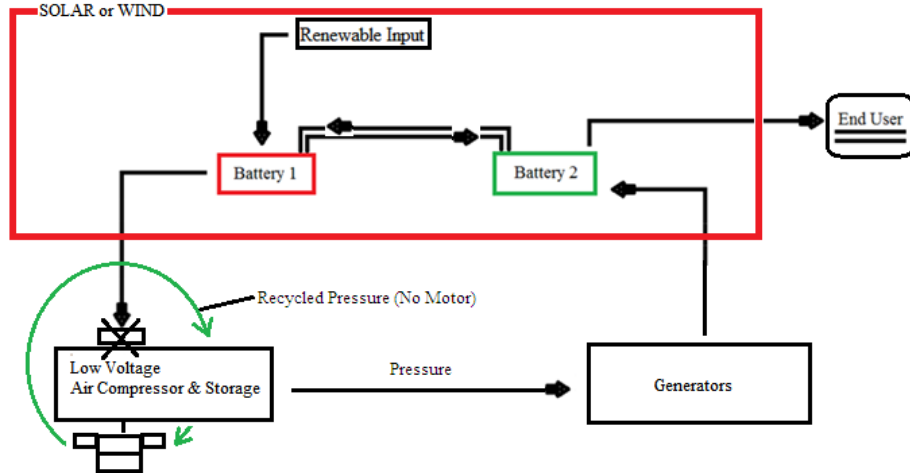 SOLAR or WIND
Renewable Input
End User
Battery 1
Battery 2
Recycled Pressure (No Motor)
Low Voltage
Air Compressor & Storage
Pressure
Generators